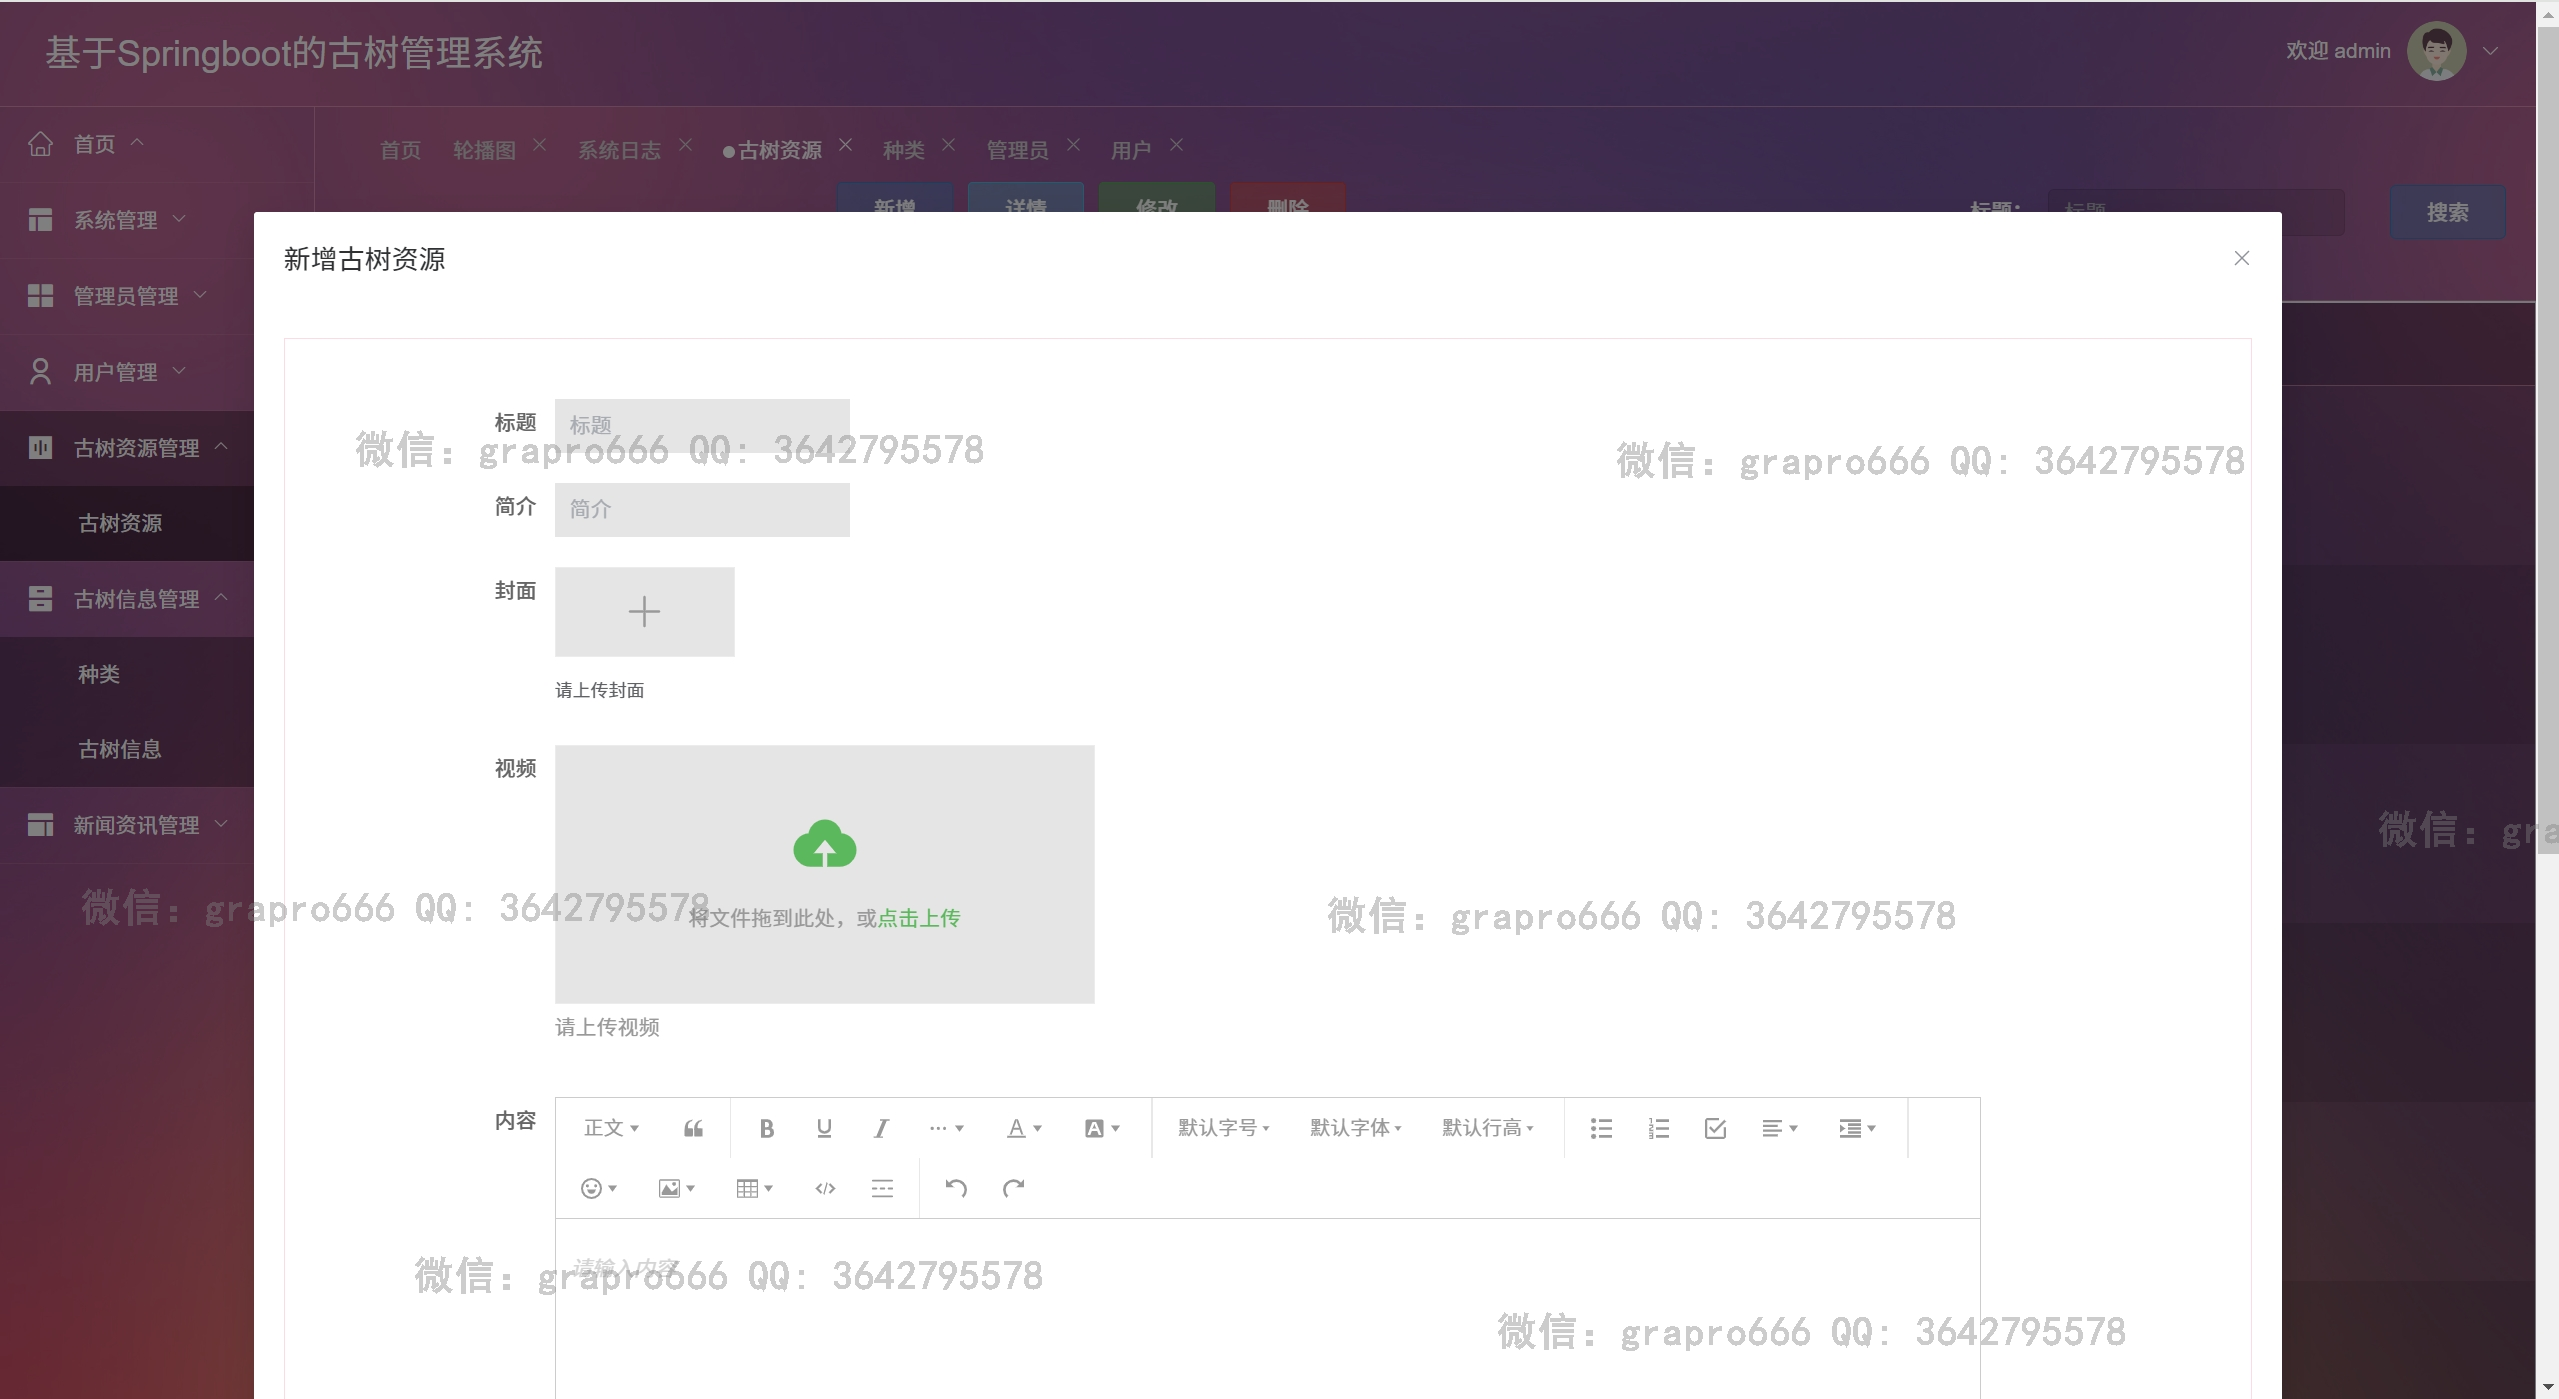 基于Springboot的古树管理系统
欢迎 admin
首页
系统管理
管理员管理
用户管理
古树资源管理
古树资源
古树信息管理
种类
古树信息
新闻资讯管理
首页 轮播图 系统日志 古树资源 种类 管理员 用户
新增 详情 修改 删除 标题： 标题 搜索
新增古树资源
标题 标题
微信：grapro666 QQ：3642795578
微信：grapro666 QQ：3642795578
简介 简介
封面
请上传封面
视频
微信：gra
将文件拖到此处，或点击上传
微信：grapro666 QQ：3642795578
微信：grapro666 QQ：3642795578
请上传视频
内容 正文 B U I A A 默认字号 默认字体 默认行高
请输入内容
微信：grapro666 QQ：3642795578
微信：grapro666 QQ：3642795578